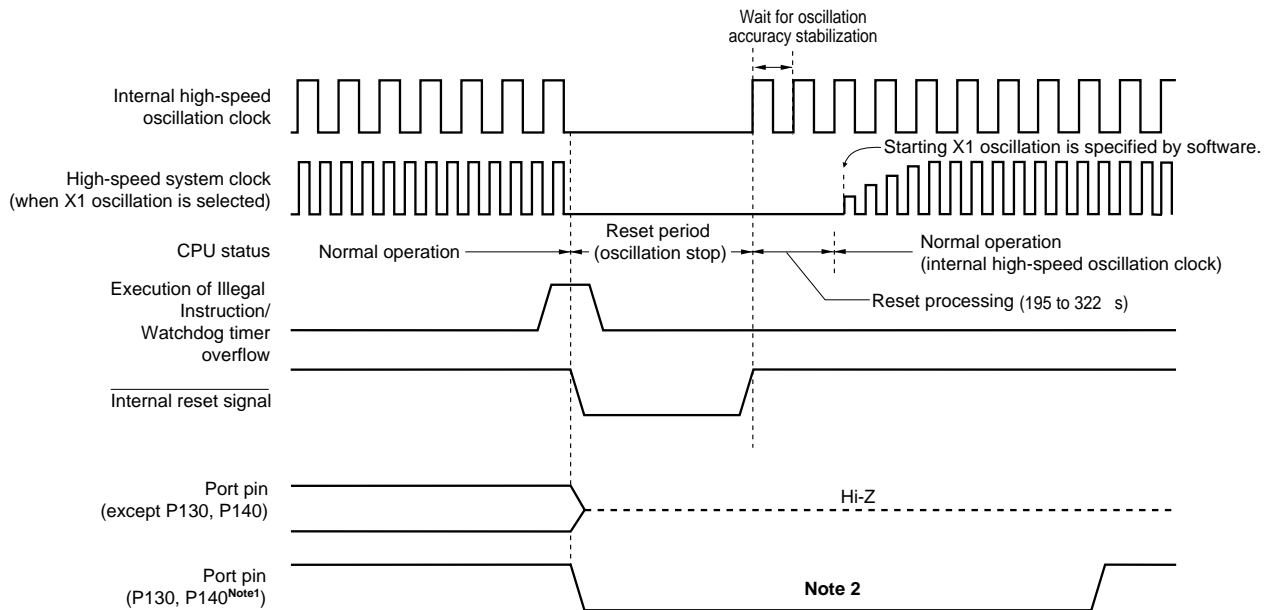 Wait for oscillation
accuracy stabilization
Internal high-speed
oscillation clock
Starting X1 oscillation is specified by software.
High-speed system clock
(when X1 oscillation is selected)
CPU status
Normal operation
Reset period
(oscillation stop)
Normal operation
(internal high-speed oscillation clock)
Reset processing (195 to 322 s)
Execution of Illegal
Instruction/
Watchdog timer
overflow
Internal reset signal
Port pin
(except P130, P140)
Hi-Z
Port pin
(P130, P140Note1)
Note 2